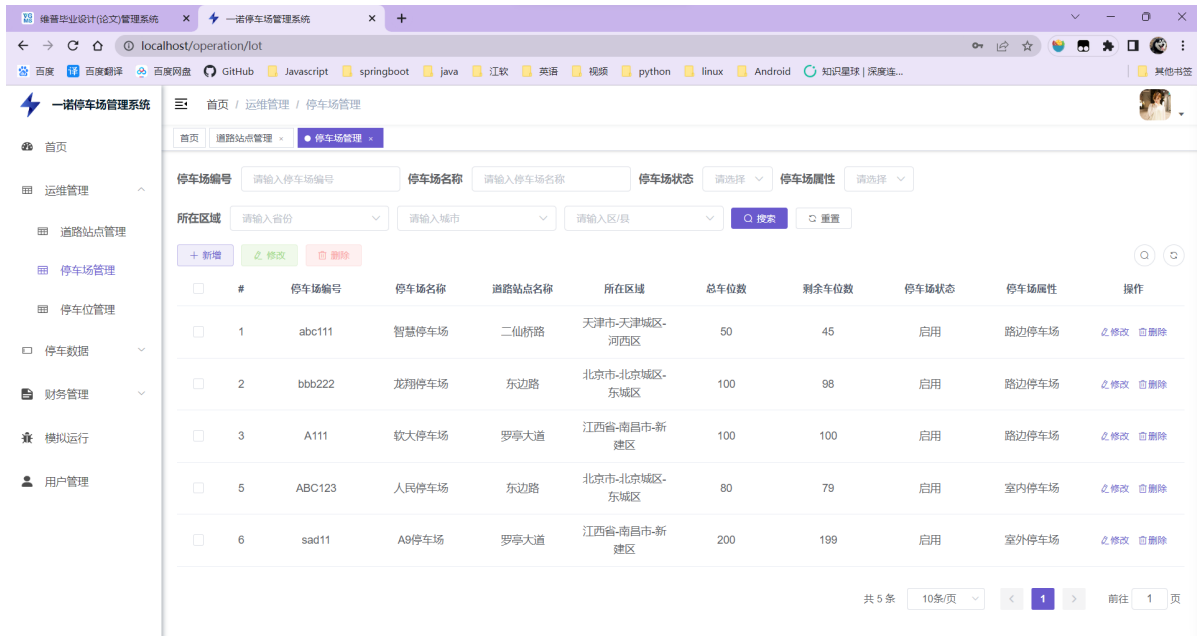 维普毕业设计(论文)管理系统 一诺停车场管理系统
localhost/operation/lot
百度 百度翻译 百度网盘 GitHub Javascript springboot java 江软 英语 视频 python linux Android 知识星球 | 深度连... 其他书签
一诺停车场管理系统 首页 / 运维管理 / 停车场管理
首页 道路站点管理 × 停车场管理 ×
首页
运维管理
道路站点管理
停车场管理
停车位管理
停车数据
财务管理
模拟运行
用户管理
停车场编号 请输入停车场编号 停车场名称 请输入停车场名称 停车场状态 请选择 停车场属性 请选择
所在区域 请输入省份 请输入城市 请输入区/县 搜索 重置
+ 新增 修改 删除
# 停车场编号 停车场名称 道路站点名称 所在区域 总车位数 剩余车位数 停车场状态 停车场属性 操作
1 abc111 智慧停车场 二仙桥路 天津市-天津城区- 50 45 启用 路边停车场 修改 删除
河西区
2 bbb222 龙翔停车场 东边路 北京市-北京城区- 100 98 启用 路边停车场 修改 删除
东城区
3 A111 软大停车场 罗亭大道 江西省-南昌市-新 100 100 启用 路边停车场 修改 删除
建区
5 ABC123 人民停车场 东边路 北京市-北京城区- 80 79 启用 室内停车场 修改 删除
东城区
6 sad11 A9停车场 罗亭大道 江西省-南昌市-新 200 199 启用 室外停车场 修改 删除
建区
共 5 条 10条/页 1 前往 1 页